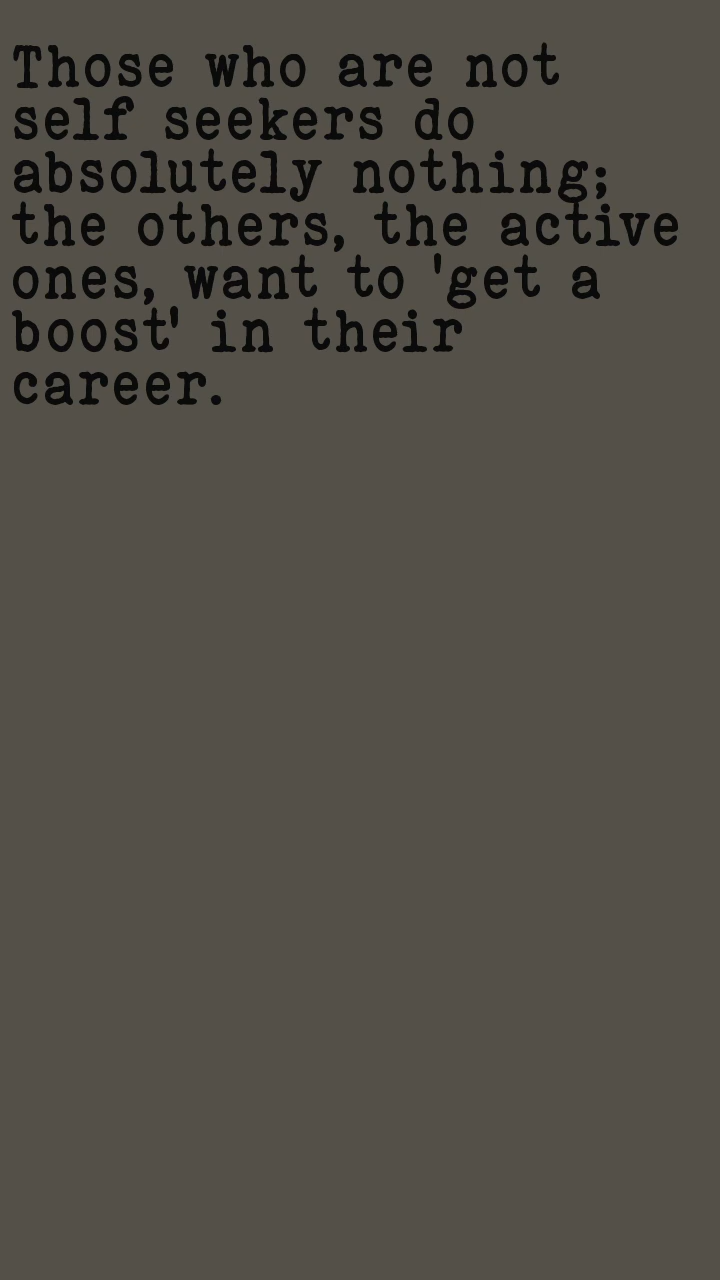 Those who are not
self seekers do
absolutely nothing;
the others, the active
ones, want to 'get a
boost' in their
career.